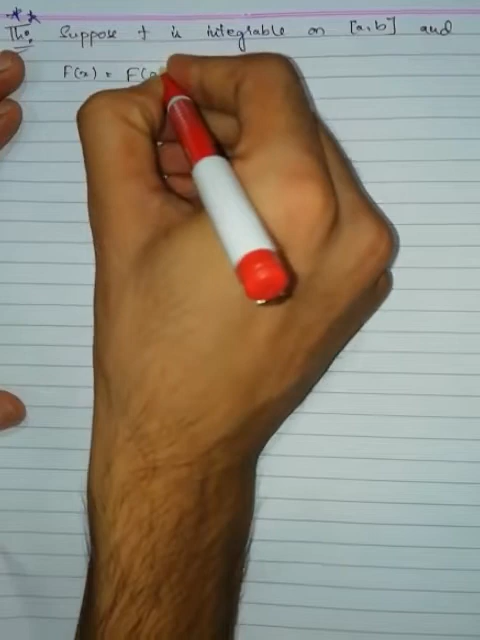 **
Th: Suppose f is integrable on [a,b] and
F(x) = F(a